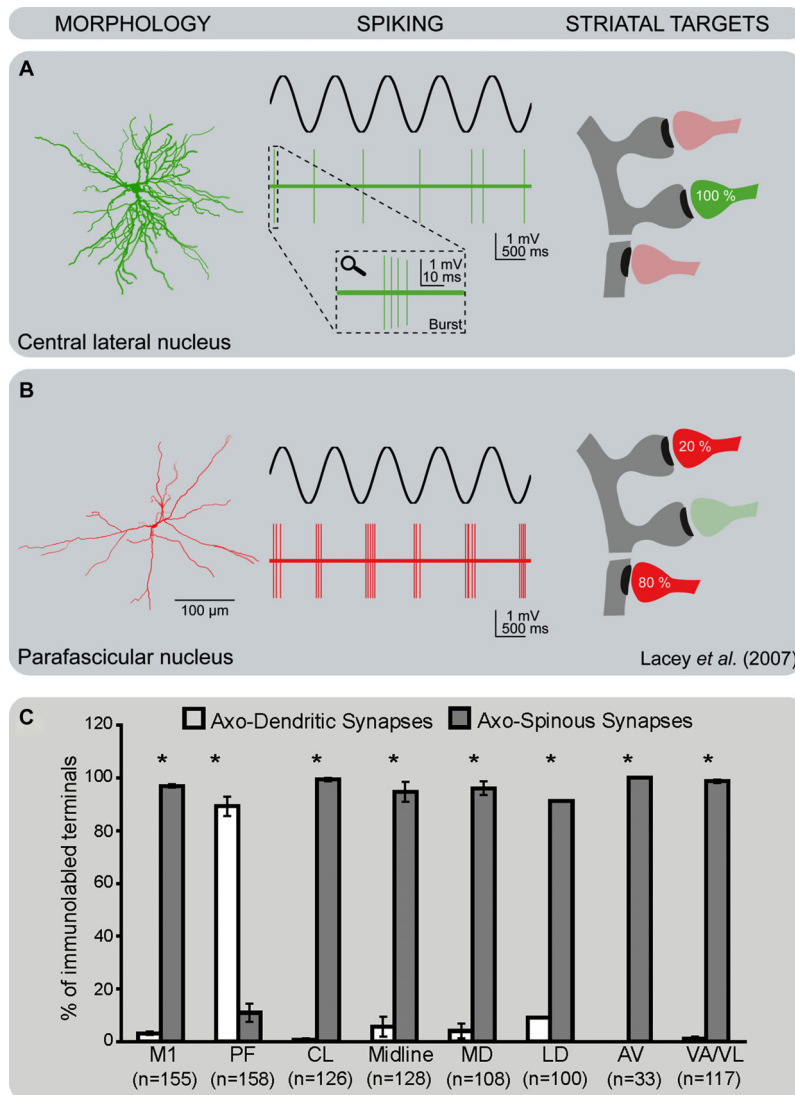 MORPHOLOGY SPIKING STRIATAL TARGETS
A
100 %
1 mV
500 ms
1 mV
10 ms
Burst
Central lateral nucleus
B
20 %
80 %
100 µm
1 mV
500 ms
Parafascicular nucleus
Lacey et al. (2007)
C
Axo-Dendritic Synapses Axo-Spinous Synapses
% of immunolabled terminals
120
100
80
60
40
20
0
* * * * * * * *
M1 PF CL Midline MD LD AV VA/VL
(n=155) (n=158) (n=126) (n=128) (n=108) (n=100) (n=33) (n=117)